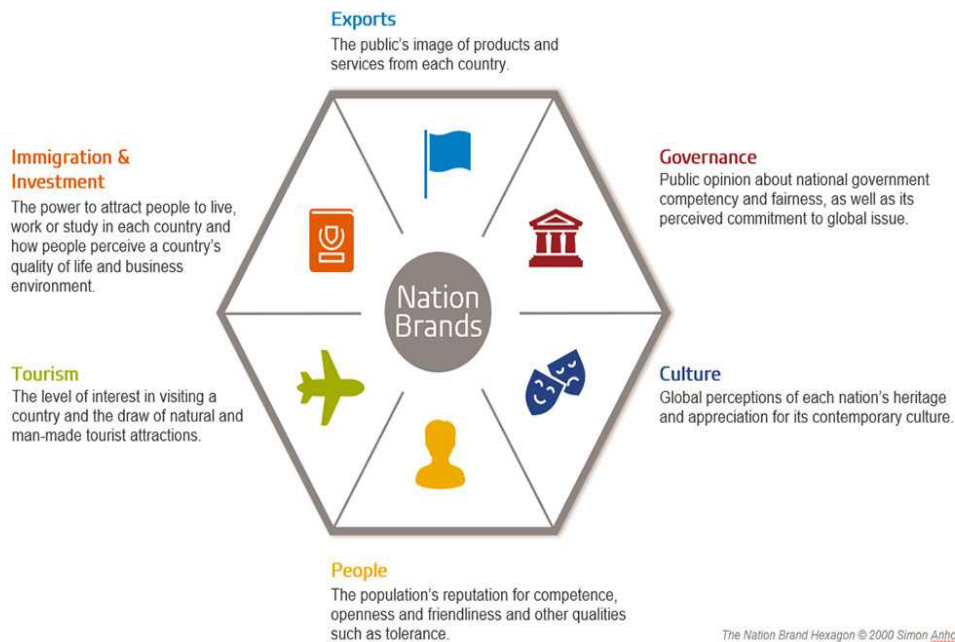 Exports
The public's image of products and
services from each country.
Immigration &
Investment
The power to attract people to live,
work or study in each country and
how people perceive a country's
quality of life and business
environment.
Governance
Public opinion about national government
competency and fairness, as well as its
perceived commitment to global issue.
Nation
Brands
Tourism
The level of interest in visiting a
country and the draw of natural and
man-made tourist attractions.
Culture
Global perceptions of each nation's heritage
and appreciation for its contemporary culture.
People
The population's reputation for competence,
openness and friendliness and other qualities
such as tolerance.
The Nation Brand Hexagon © 2000 Simon